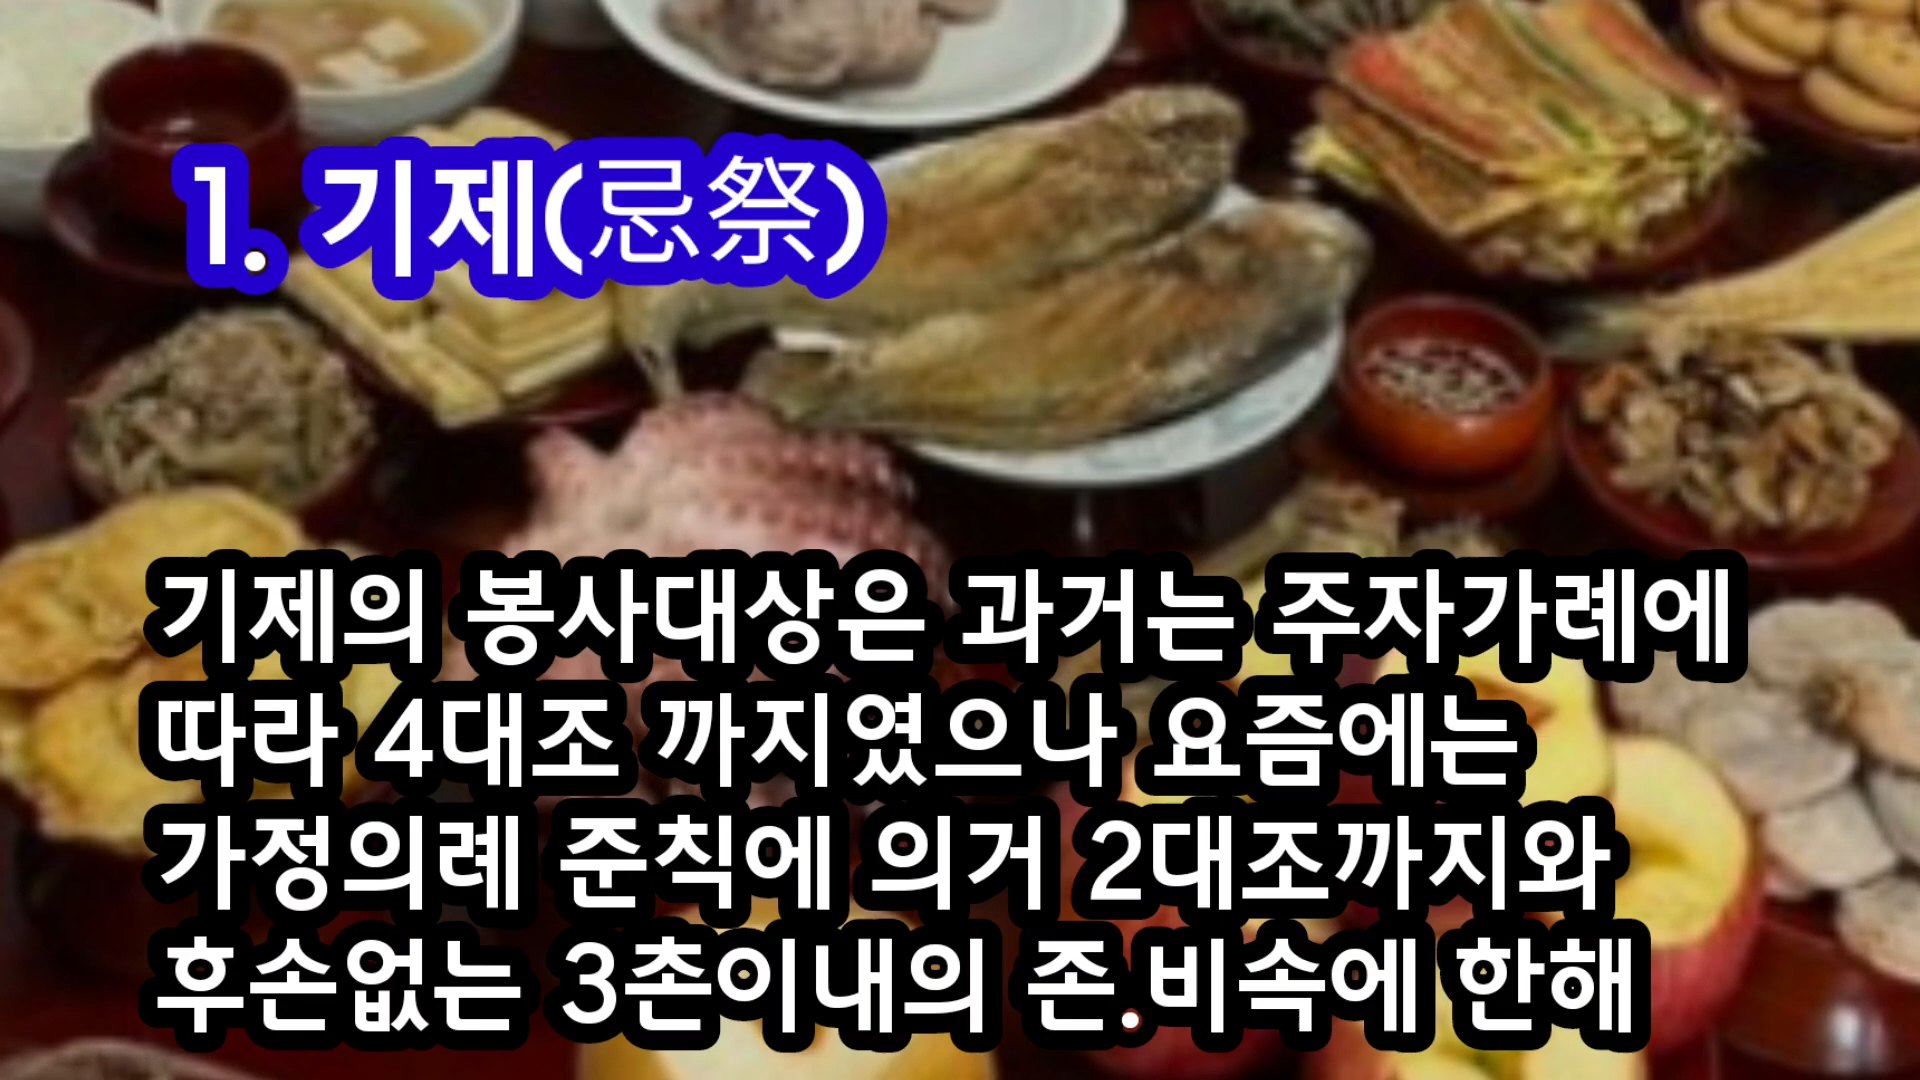 1. 기제(忌祭)
기제의 봉사대상은 과거는 주자가례에
따라 4대조 까지였으나 요즘에는
가정의례 준칙에 의거 2대조까지와
후손없는 3촌이내의 존.비속에 한해